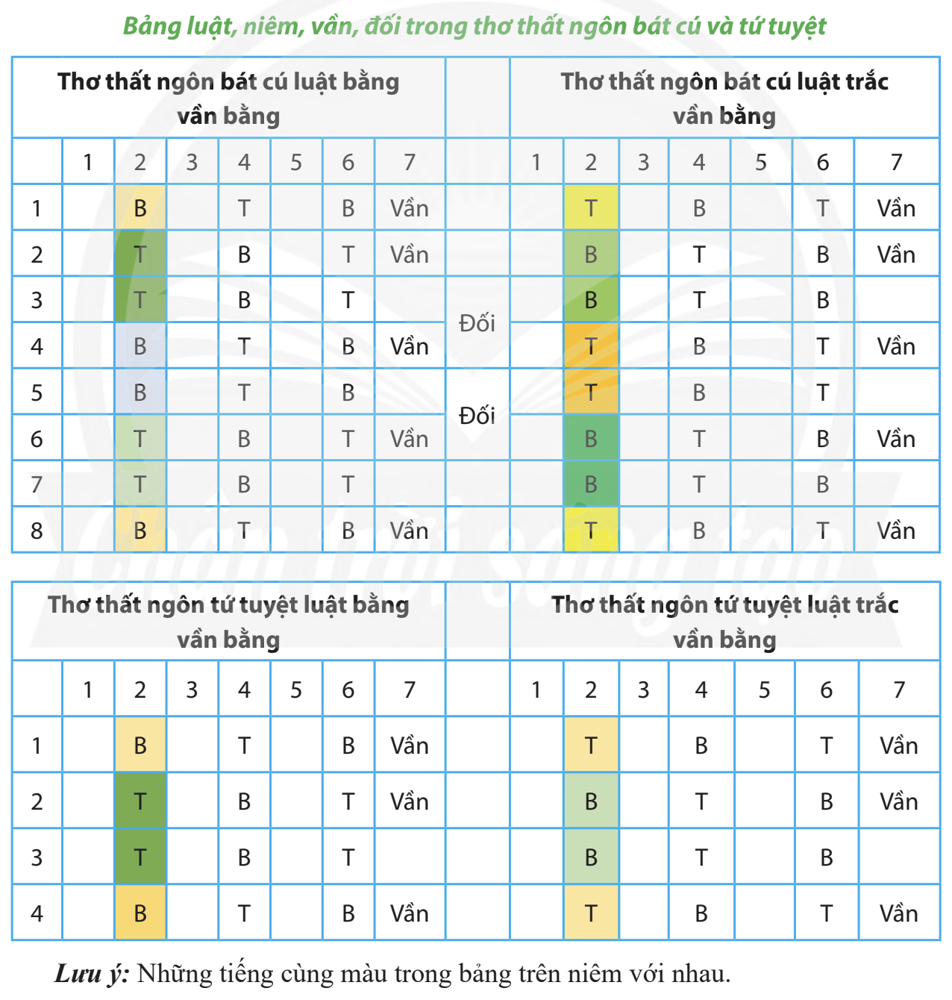 Bảng luật, niêm, vần, đối trong thơ thất ngôn bát cú và tứ tuyệt
Thơ thất ngôn bát cú luật bằng vần bằng Thơ thất ngôn bát cú luật trắc vần bằng
1 2 3 4 5 6 7 1 2 3 4 5 6 7
1 B T B Vần T B T Vần
2 T B T Vần B T B Vần
3 T B T B T B
Đối
4 B T B Vần T B T Vần
5 B T B T B T
Đối
6 T B T Vần B T B Vần
7 T B T B T B
8 B T B Vần T B T Vần
Chân trời sáng tạo
Thơ thất ngôn tứ tuyệt luật bằng vần bằng Thơ thất ngôn tứ tuyệt luật trắc vần bằng
1 2 3 4 5 6 7 1 2 3 4 5 6 7
1 B T B Vần T B T Vần
2 T B T Vần B T B Vần
3 T B T B T B
4 B T B Vần T B T Vần
Lưu ý: Những tiếng cùng màu trong bảng trên niêm với nhau.